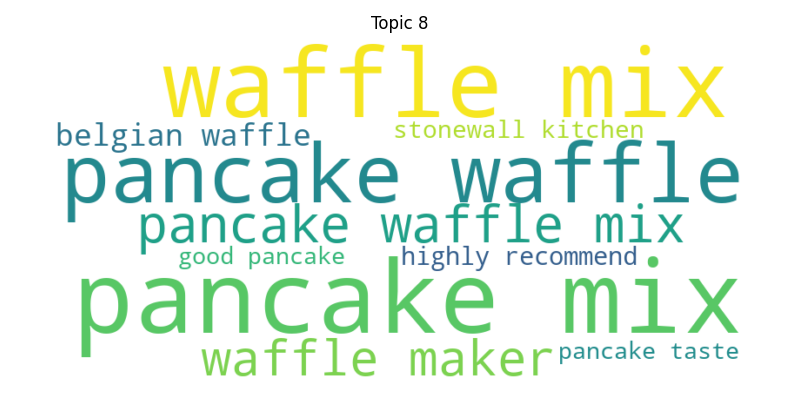 Topic 8
waffle mix
belgian waffle
stonewall kitchen
pancake waffle
pancake waffle mix
good pancake
highly recommend
pancake mix
waffle maker
pancake taste